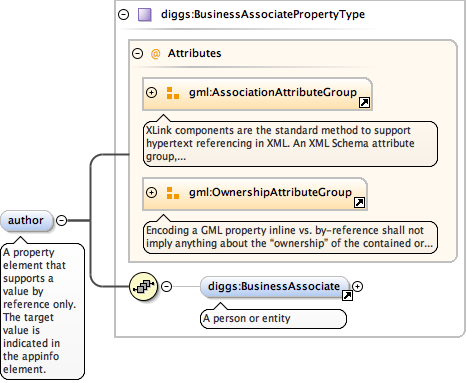 diggs:BusinessAssociatePropertyType
@ Attributes
gml:AssociationAttributeGroup
XLink components are the standard method to support
hypertext referencing in XML. An XML Schema attribute
group,...
gml:OwnershipAttributeGroup
Encoding a GML property inline vs. by-reference shall not
imply anything about the "ownership" of the contained or...
author
A property
element that
supports a
value by
reference only.
The target
value is
indicated in
the appinfo
element.
diggs:BusinessAssociate
A person or entity